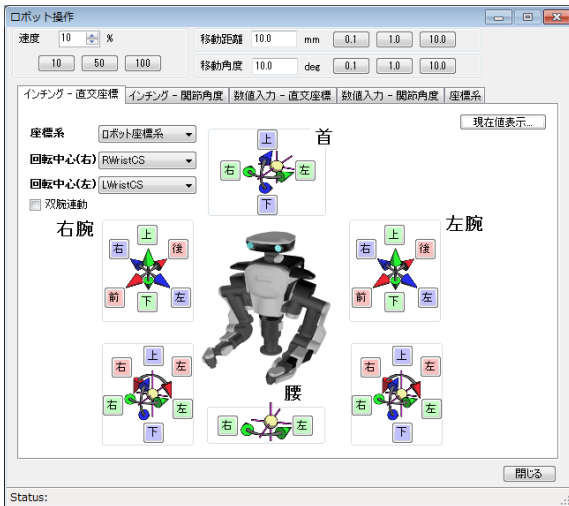 ロボット操作
速度 10 % 移動距離 10.0 mm 0.1 1.0 10.0
10 50 100 移動角度 10.0 deg 0.1 1.0 10.0
インチング - 直交座標 インチング - 関節角度 数値入力 - 直交座標 数値入力 - 関節角度 座標系
現在値表示...
座標系 ロボット座標系
回転中心(右) RWristCS
回転中心(左) LWristCS
双腕連動
首
上
右 左
下
右腕
上
右 後
前 左
下
左腕
上
右 後
前 左
下
上
右 左
右 左
下
腰
右 左
上
右 左
右 左
下
閉じる
Status: